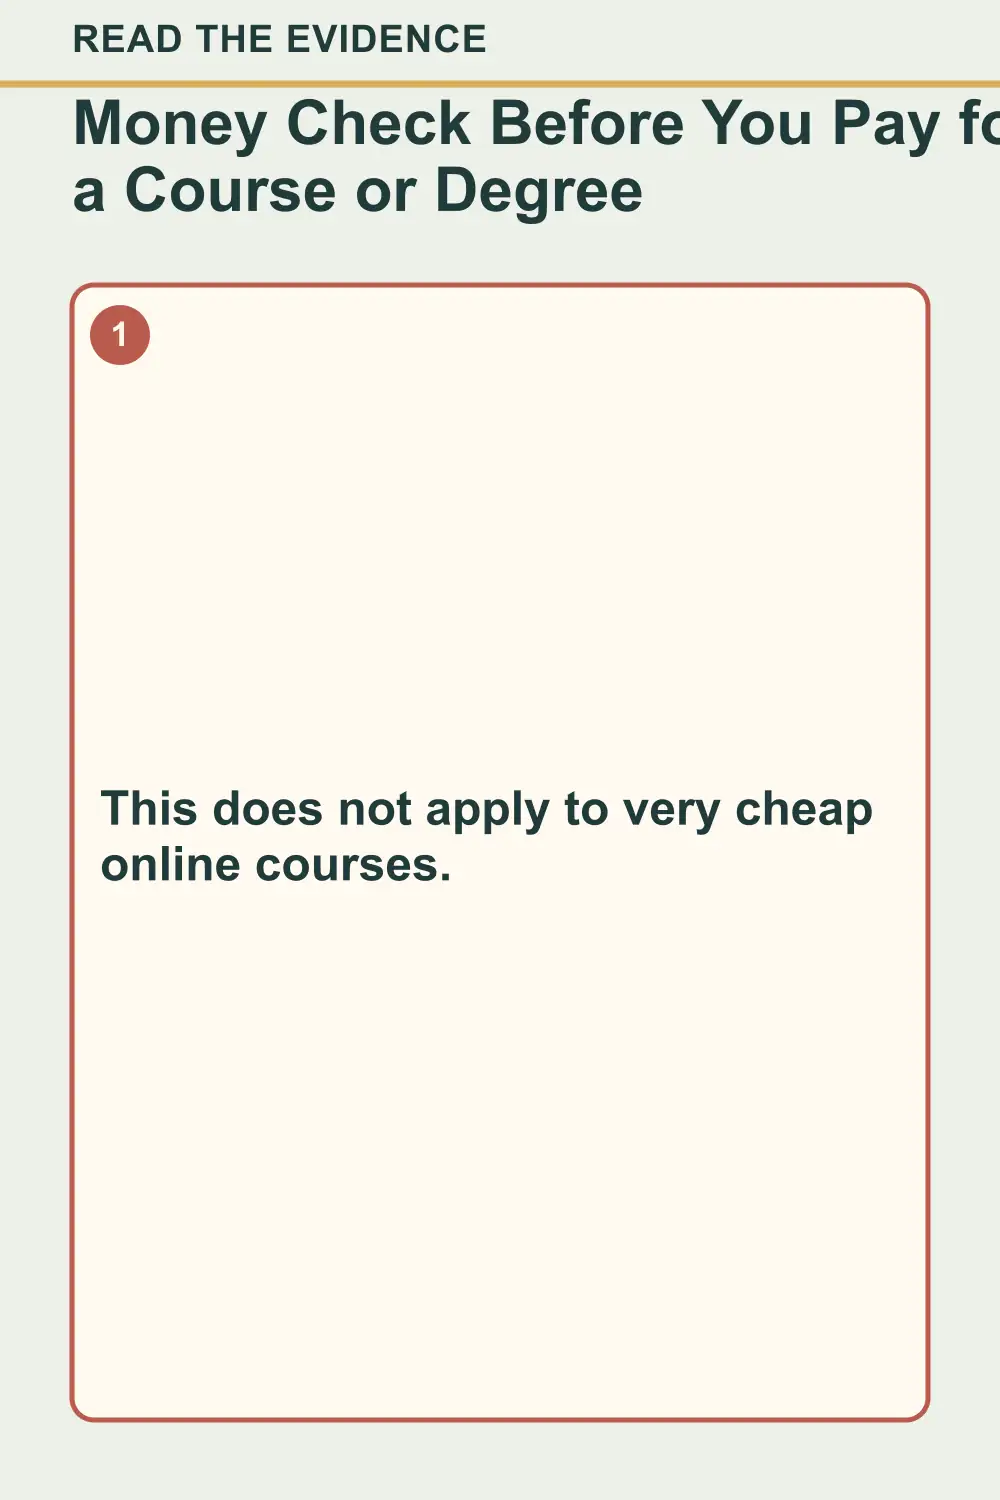 READ THE EVIDENCE
Money Check Before You Pay fo
a Course or Degree
1
This does not apply to very cheap
online courses.